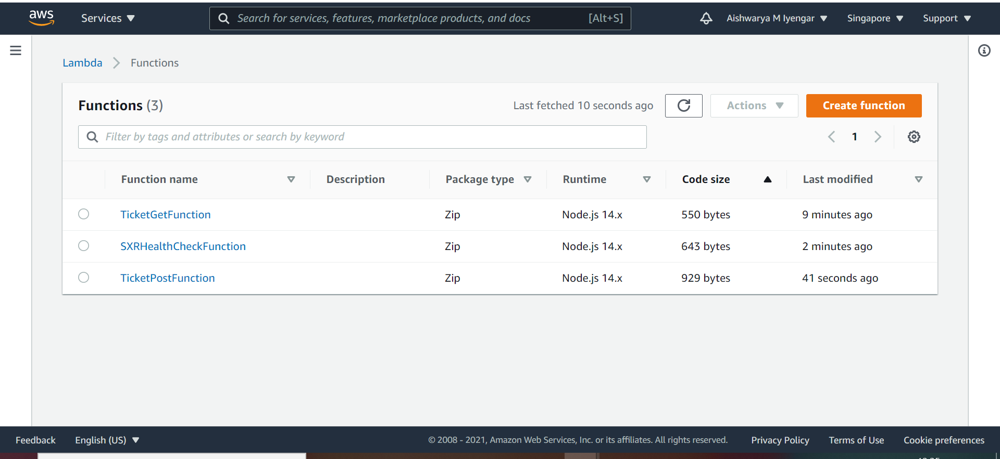 aws Services Search for services, features, marketplace products, and docs [Alt+S] Aishwarya M Iyengar Singapore Support
Lambda Functions
Functions (3) Last fetched 10 seconds ago Actions Create function
Filter by tags and attributes or search by keyword 1
Function name Description Package type Runtime Code size Last modified
TicketGetFunction Zip Node.js 14.x 550 bytes 9 minutes ago
SXRHealthCheckFunction Zip Node.js 14.x 643 bytes 2 minutes ago
TicketPostFunction Zip Node.js 14.x 929 bytes 41 seconds ago
Feedback English (US) © 2008 - 2021, Amazon Web Services, Inc. or its affiliates. All rights reserved. Privacy Policy Terms of Use Cookie preferences